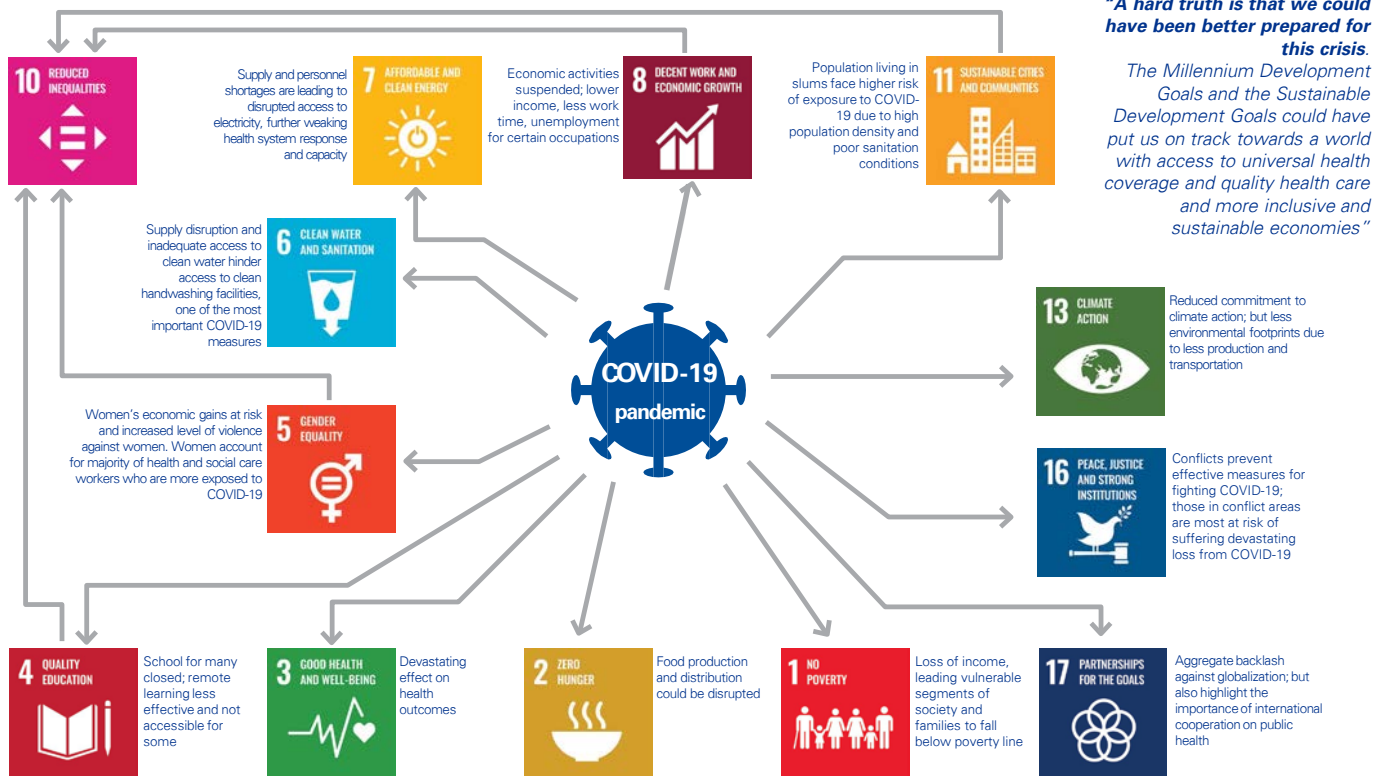 "A hard truth is that we could
have been better prepared for
this crisis.
The Millennium Development
Goals and the Sustainable
Development Goals could have
put us on track towards a world
with access to universal health
coverage and quality health care
and more inclusive and
sustainable economies"
10 REDUCED
INEQUALITIES
Supply and personnel
shortages are leading to
disrupted access to
electricity, further weaking
health system response
and capacity
7 AFFORDABLE AND
CLEAN ENERGY
Economic activities
suspended; lower
income, less work
time, unemployment
for certain occupations
8 DECENT WORK AND
ECONOMIC GROWTH
Population living in
slums face higher risk
of exposure to COVID-
19 due to high
population density and
poor sanitation
conditions
11 SUSTAINABLE CITIES
AND COMMUNITIES
Supply disruption and
inadequate access to
clean water hinder
access to clean
handwashing facilities,
one of the most
important COVID-19
measures
6 CLEAN WATER
AND SANITATION
13 CLIMATE
ACTION
Reduced commitment to
climate action; but less
environmental footprints due
to less production and
transportation
COVID-19
pandemic
Women's economic gains at risk
and increased level of violence
against women. Women account
for majority of health and social care
workers who are more exposed to
COVID-19
5 GENDER
EQUALITY
16 PEACE, JUSTICE
AND STRONG
INSTITUTIONS
Conflicts prevent
effective measures for
fighting COVID-19;
those in conflict areas
are most at risk of
suffering devastating
loss from COVID-19
4 QUALITY
EDUCATION
School for many
closed; remote
learning less
effective and not
accessible for
some
3 GOOD HEALTH
AND WELL-BEING
Devastating
effect on
health
outcomes
2 ZERO
HUNGER
Food production
and distribution
could be disrupted
1 NO
POVERTY
Loss of income,
leading vulnerable
segments of
society and
families to fall
below poverty line
17 PARTNERSHIPS
FOR THE GOALS
Aggregate backlash
against globalization; but
also highlight the
importance of international
cooperation on public
health